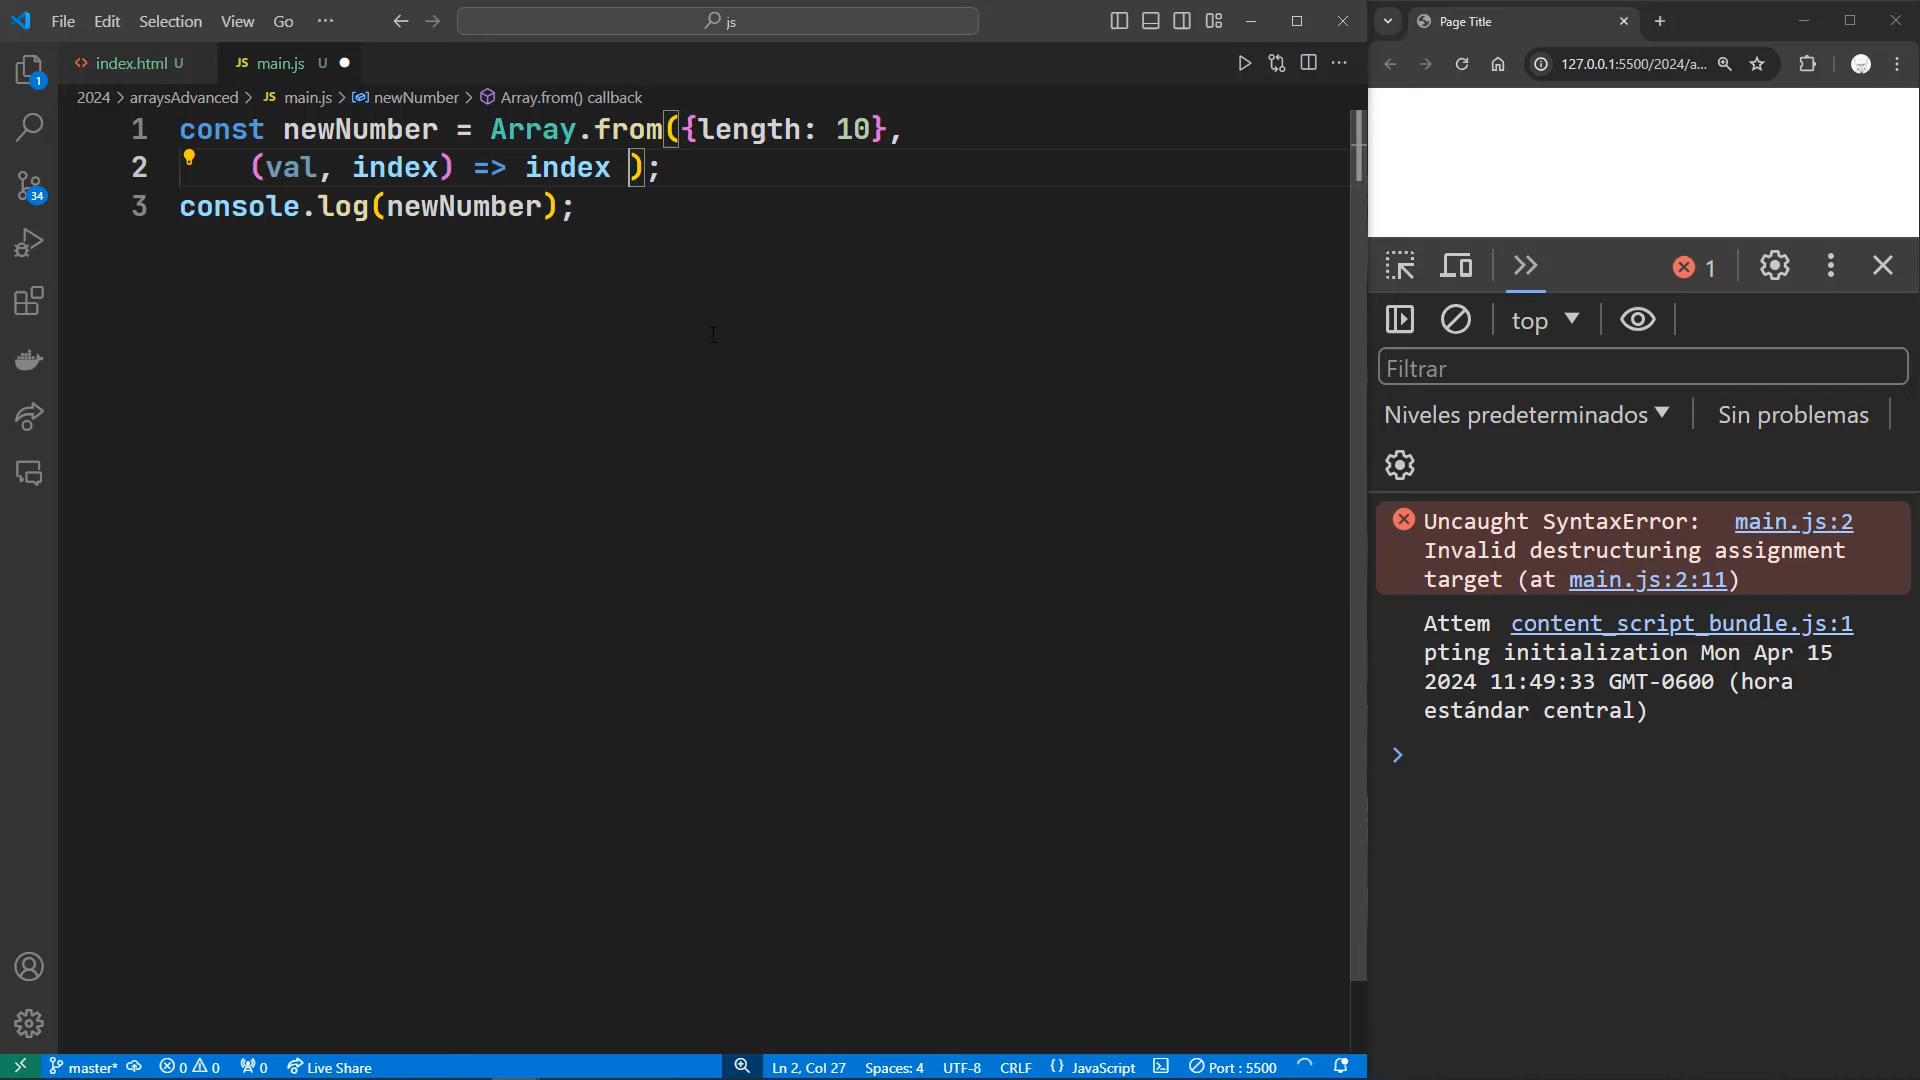 File Edit Selection View Go ··· js
index.html U JS main.js U
2024 > arraysAdvanced > JS main.js > newNumber > Array.from() callback
1 const newNumber = Array.from({length: 10},
2 (val, index) => index );
3 console.log(newNumber);
1
34
master* 0 0 0 Live Share Ln 2, Col 27 Spaces: 4 UTF-8 CRLF {} JavaScript Port : 5500
Page Title
127.0.0.1:5500/2024/a...
1
top
Filtrar
Niveles predeterminados Sin problemas
Uncaught SyntaxError: main.js:2
Invalid destructuring assignment
target (at main.js:2:11)
Attem content_script_bundle.js:1
pting initialization Mon Apr 15
2024 11:49:33 GMT-0600 (hora
estándar central)